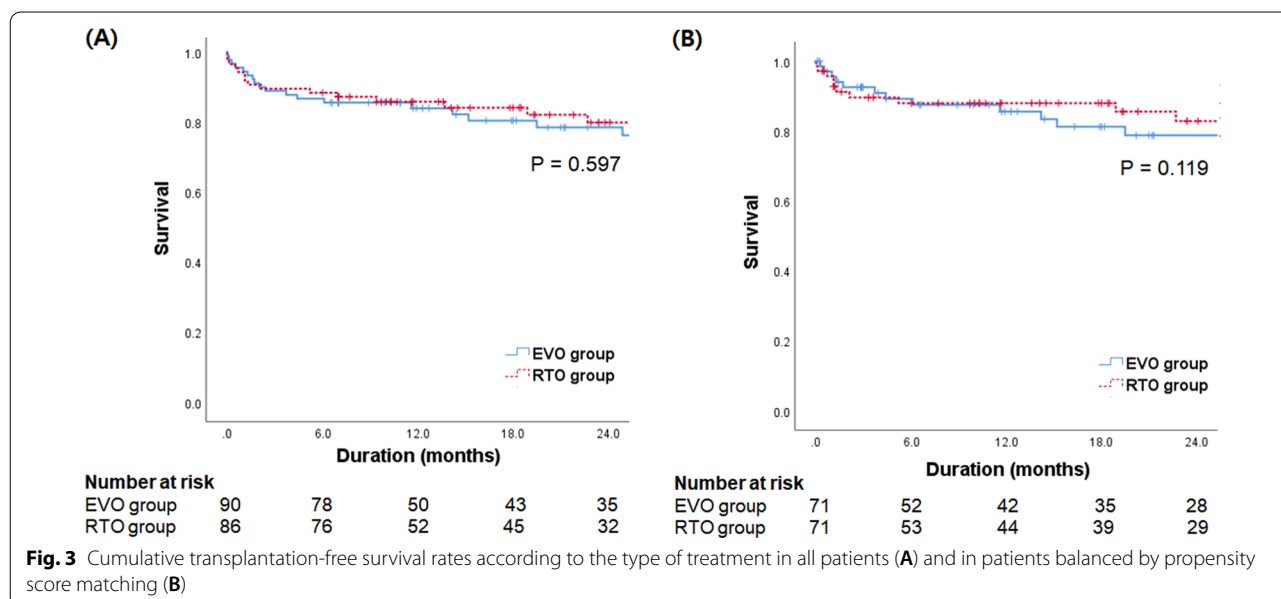 (A)
1.0
0.8
0.6
0.4
0.2
0.0
Survival
P = 0.597
EVO group
RTO group
.0 6.0 12.0 18.0 24.0
Duration (months)
Number at risk
EVO group 90 78 50 43 35
RTO group 86 76 52 45 32
(B)
1.0
0.8
0.6
0.4
0.2
0.0
Survival
P = 0.119
EVO group
RTO group
.0 6.0 12.0 18.0 24.0
Duration (months)
Number at risk
EVO group 71 52 42 35 28
RTO group 71 53 44 39 29
Fig. 3 Cumulative transplantation-free survival rates according to the type of treatment in all patients (A) and in patients balanced by propensity
score matching (B)